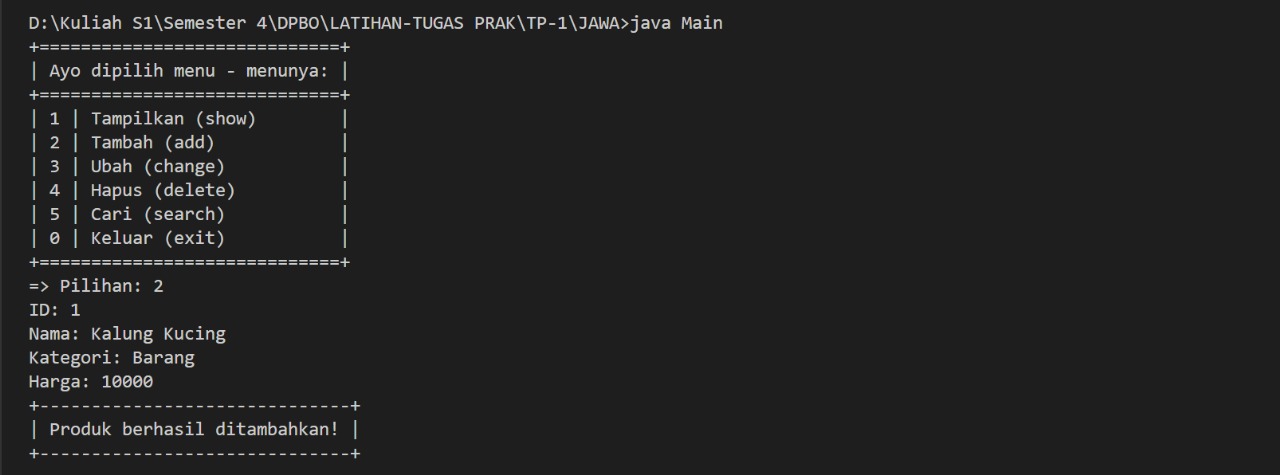 D:\Kuliah S1\Semester 4\DPBO\LATIHAN-TUGAS PRAK\TP-1\JAWA>java Main
+=============================+
| Ayo dipilih menu - menunya: |
+=============================+
| 1 | Tampilkan (show)        |
| 2 | Tambah (add)            |
| 3 | Ubah (change)           |
| 4 | Hapus (delete)          |
| 5 | Cari (search)           |
| 0 | Keluar (exit)           |
+=============================+
=> Pilihan: 2
ID: 1
Nama: Kalung Kucing
Kategori: Barang
Harga: 10000
+------------------------------+
| Produk berhasil ditambahkan! |
+------------------------------+